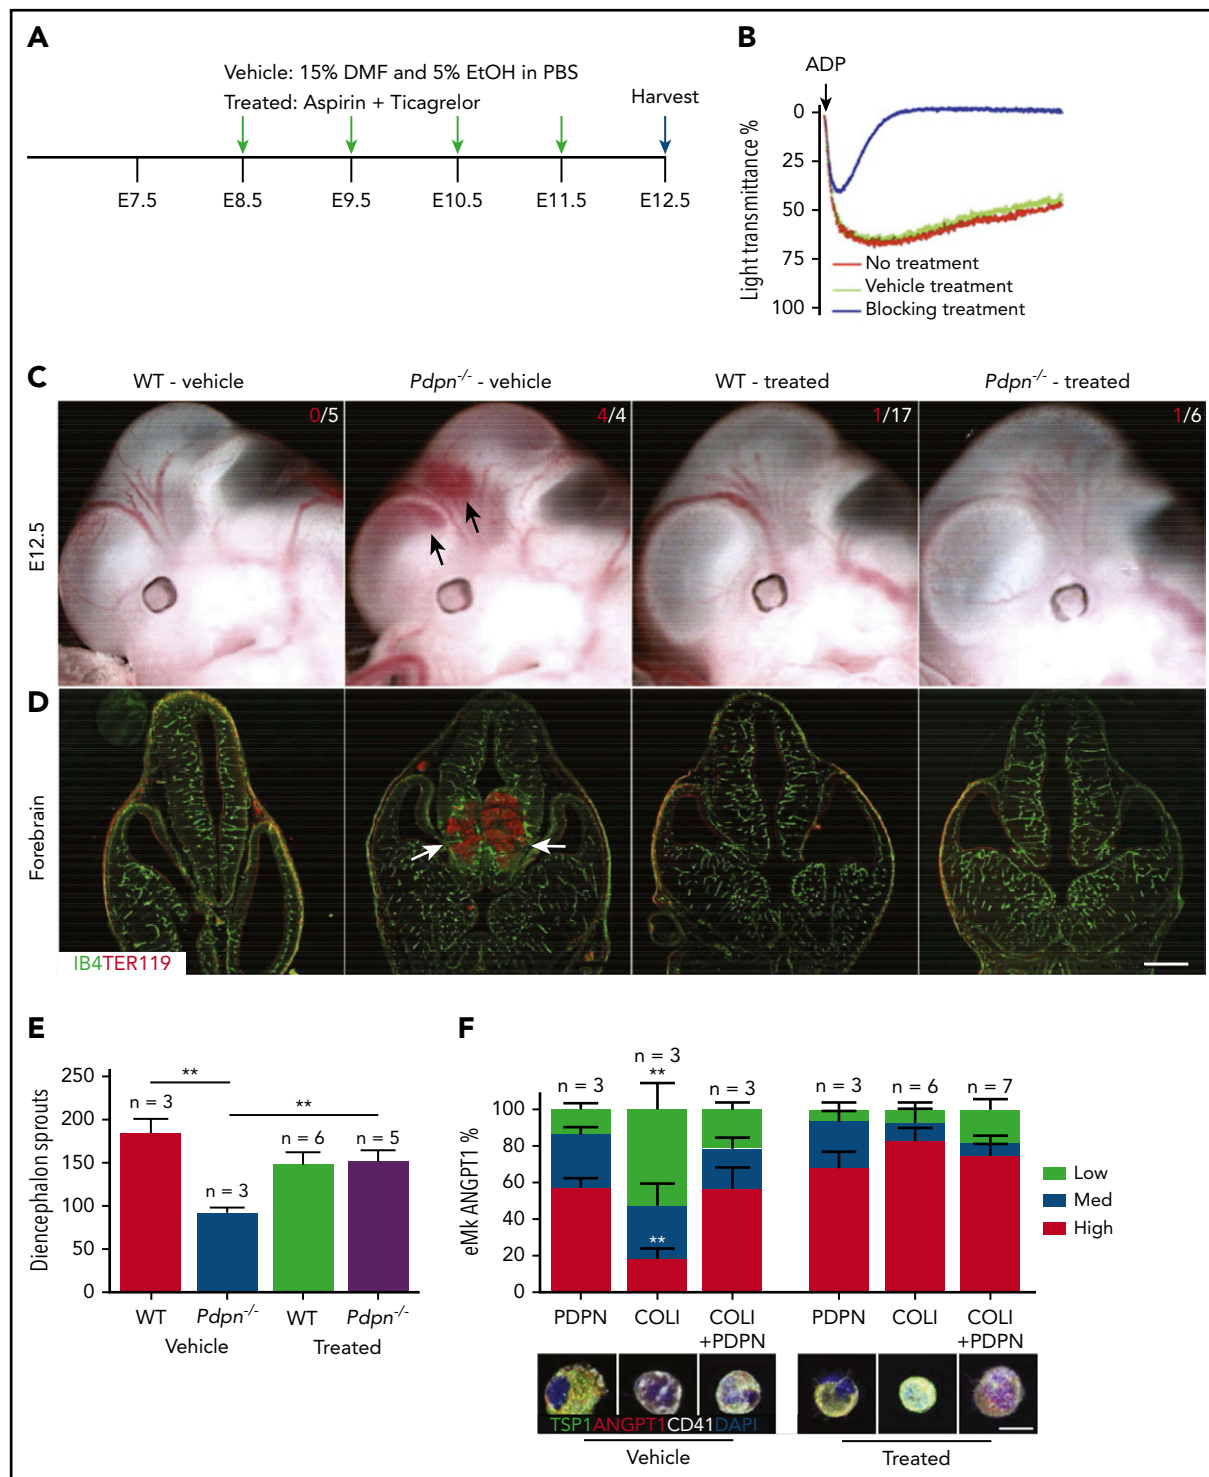 A
Vehicle: 15% DMF and 5% EtOH in PBS
Treated: Aspirin + Ticagrelor
Harvest
E7.5 E8.5 E9.5 E10.5 E11.5 E12.5
B
ADP
Light transmittance %
0
25
50
75
100
No treatment
Vehicle treatment
Blocking treatment
C
WT - vehicle Pdpn-/- - vehicle WT - treated Pdpn-/- - treated
E12.5
0/5 4/4 1/17 1/6
D
Forebrain
IB4TER119
E
Diencephalon sprouts
250
200
150
100
50
0
**
**
n = 3
n = 3
n = 6
n = 5
WT Pdpn-/- WT Pdpn-/-
Vehicle Treated
F
eMk ANGPT1 %
100
80
60
40
20
0
n = 3
n = 3
**
**
n = 3
n = 3
n = 6
n = 7
Low
Med
High
PDPN COLI COLI
+PDPN
PDPN COLI COLI
+PDPN
TSP1ANGPT1CD41DAPI
Vehicle Treated